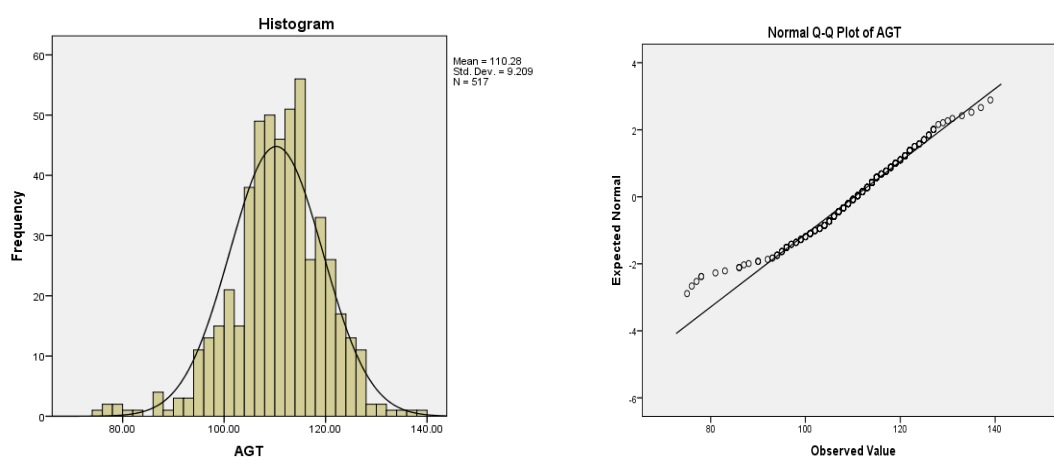 Histogram
Mean = 110.28
Std. Dev. = 9.209
N = 517
60
50
40
30
20
10
0
Frequency
80.00 100.00 120.00 140.00
AGT
Normal Q-Q Plot of AGT
4
2
0
-2
-4
-6
Expected Normal
80 100 120 140
Observed Value